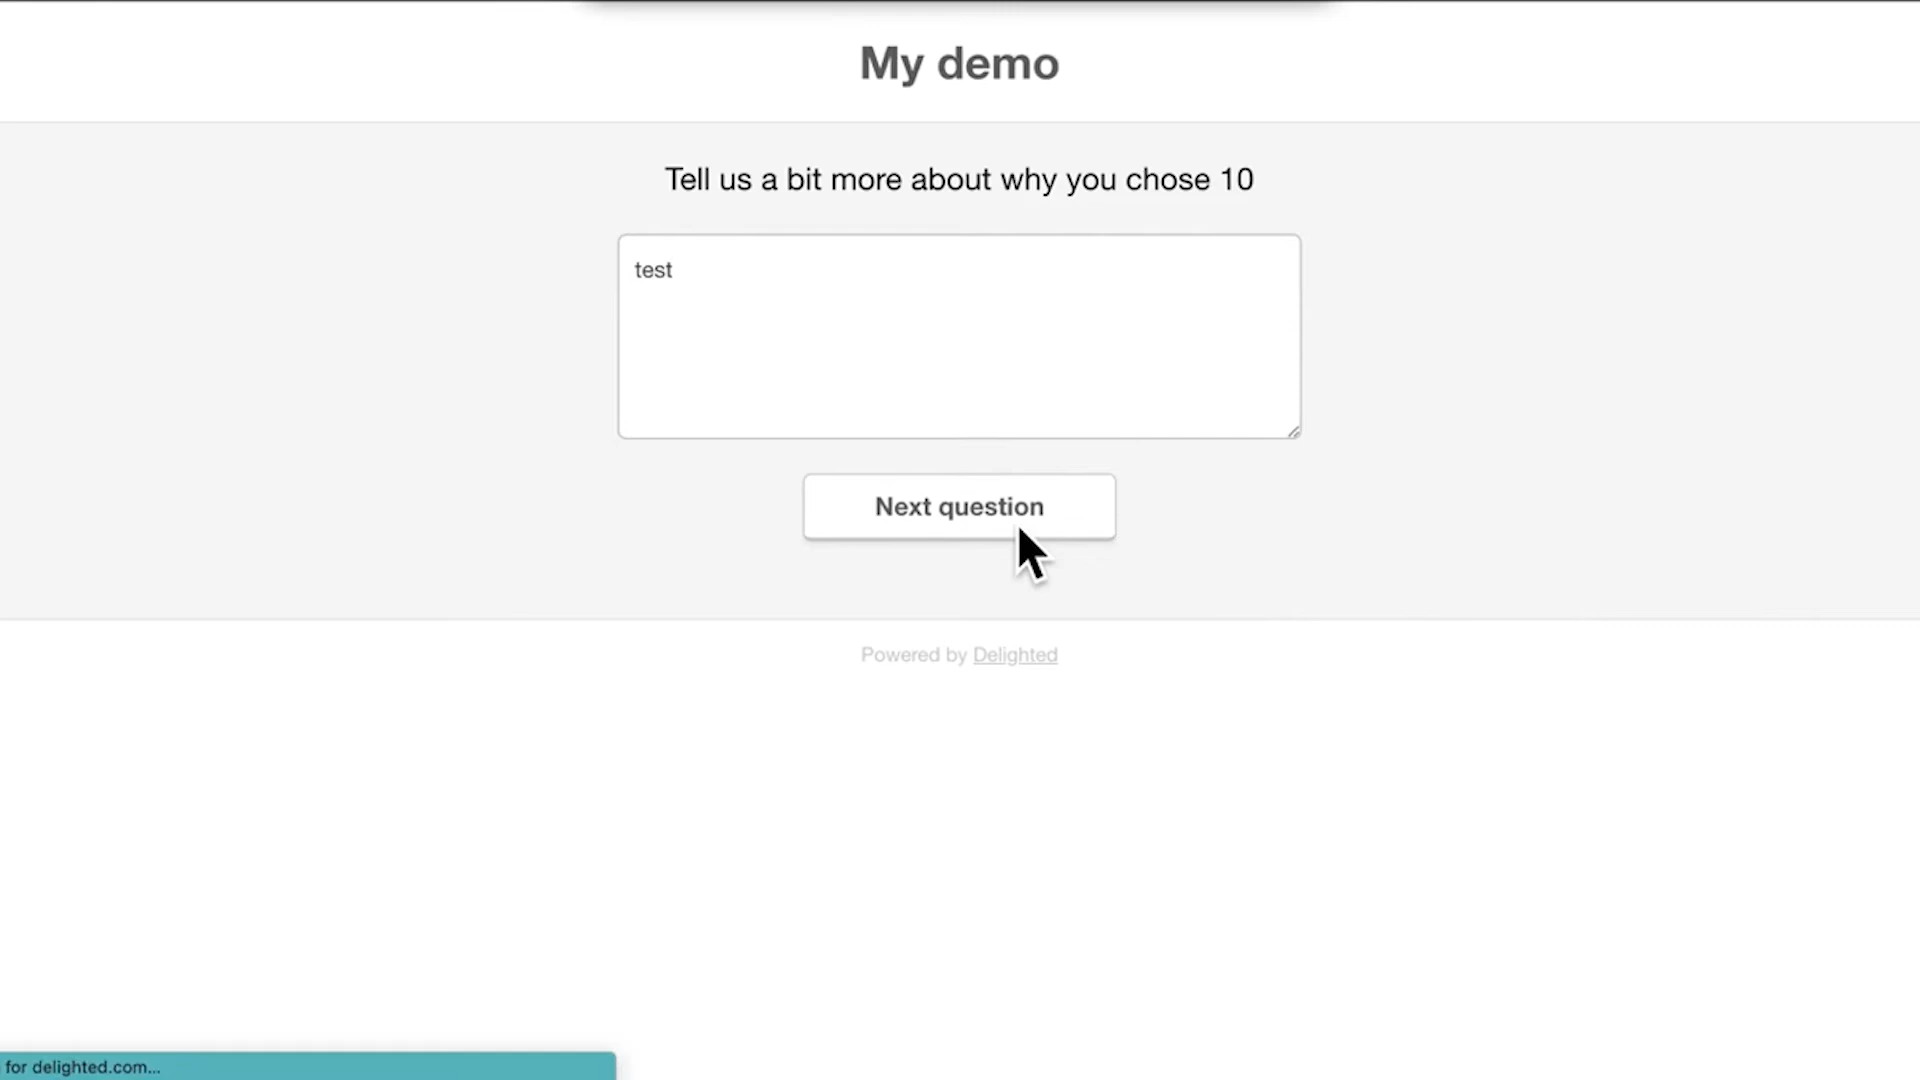 My demo
Tell us a bit more about why you chose 10
test
Next question
Powered by Delighted
for delighted.com...